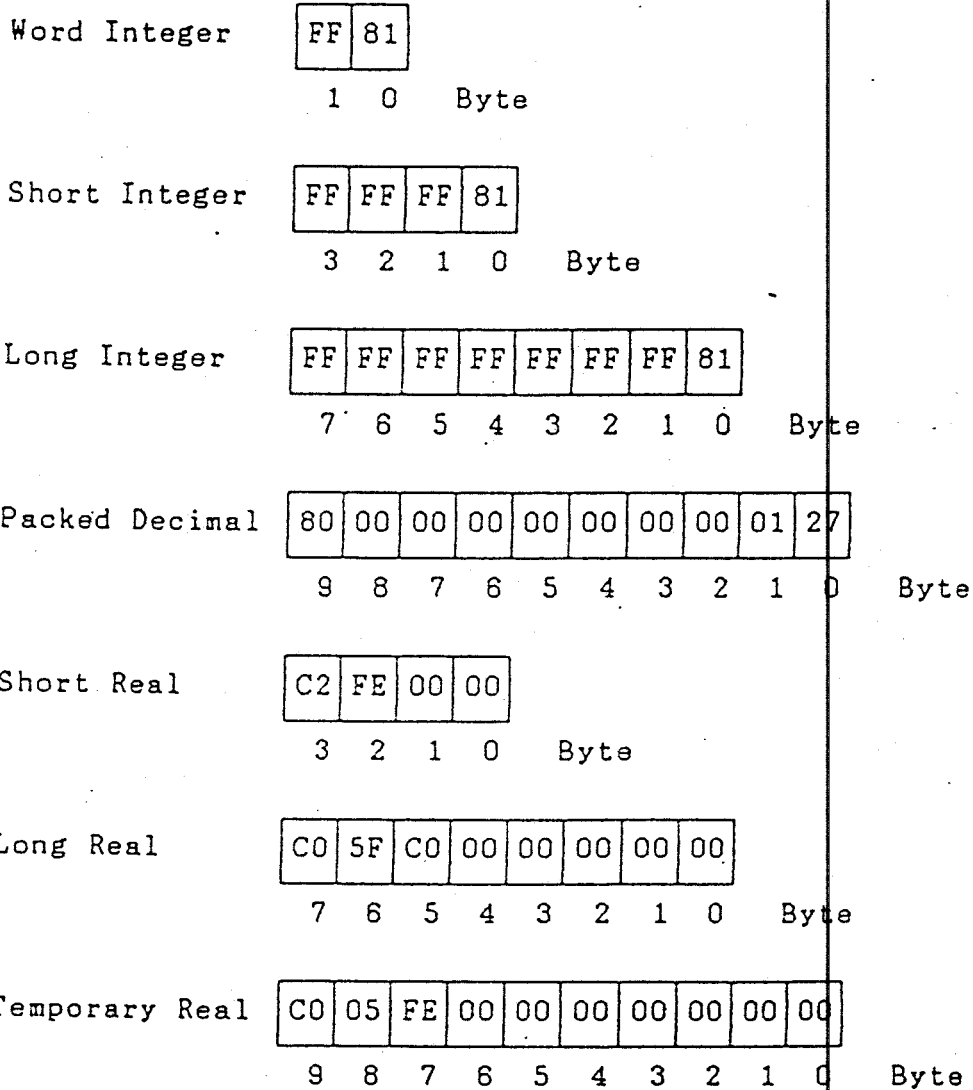 Word Integer FF 81
1 0 Byte
Short Integer FF FF FF 81
3 2 1 0 Byte
Long Integer FF FF FF FF FF FF FF 81
7 6 5 4 3 2 1 0 Byte
Packed Decimal 80 00 00 00 00 00 00 00 01 27
9 8 7 6 5 4 3 2 1 0 Byte
Short Real C2 FE 00 00
3 2 1 0 Byte
Long Real C0 5F C0 00 00 00 00 00
7 6 5 4 3 2 1 0 Byte
Temporary Real C0 05 FE 00 00 00 00 00 00 00
9 8 7 6 5 4 3 2 1 0 Byte